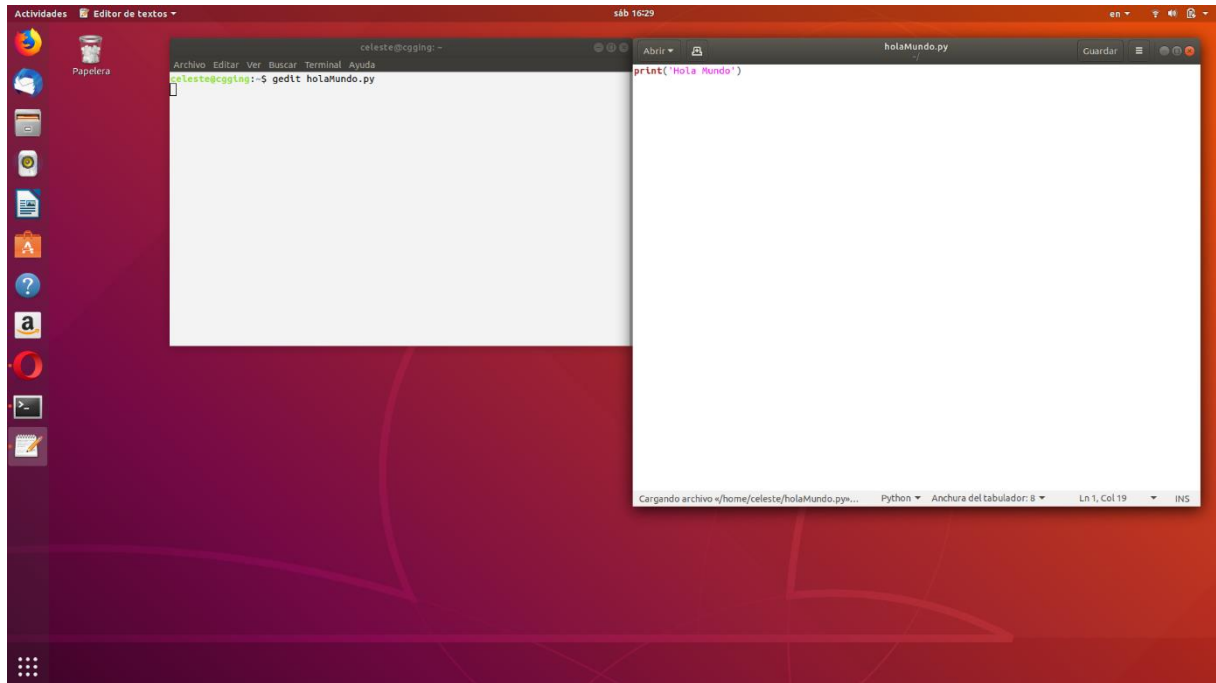 Actividades Editor de textos sáb 16:29 en
Papelera
celeste@cgging: ~
Archivo Editar Ver Buscar Terminal Ayuda
celeste@cgging:~$ gedit holaMundo.py
Abrir holaMundo.py Guardar
~/
print('Hola Mundo')
Cargando archivo «/home/celeste/holaMundo.py»... Python Anchura del tabulador: 8 Ln 1, Col 19 INS